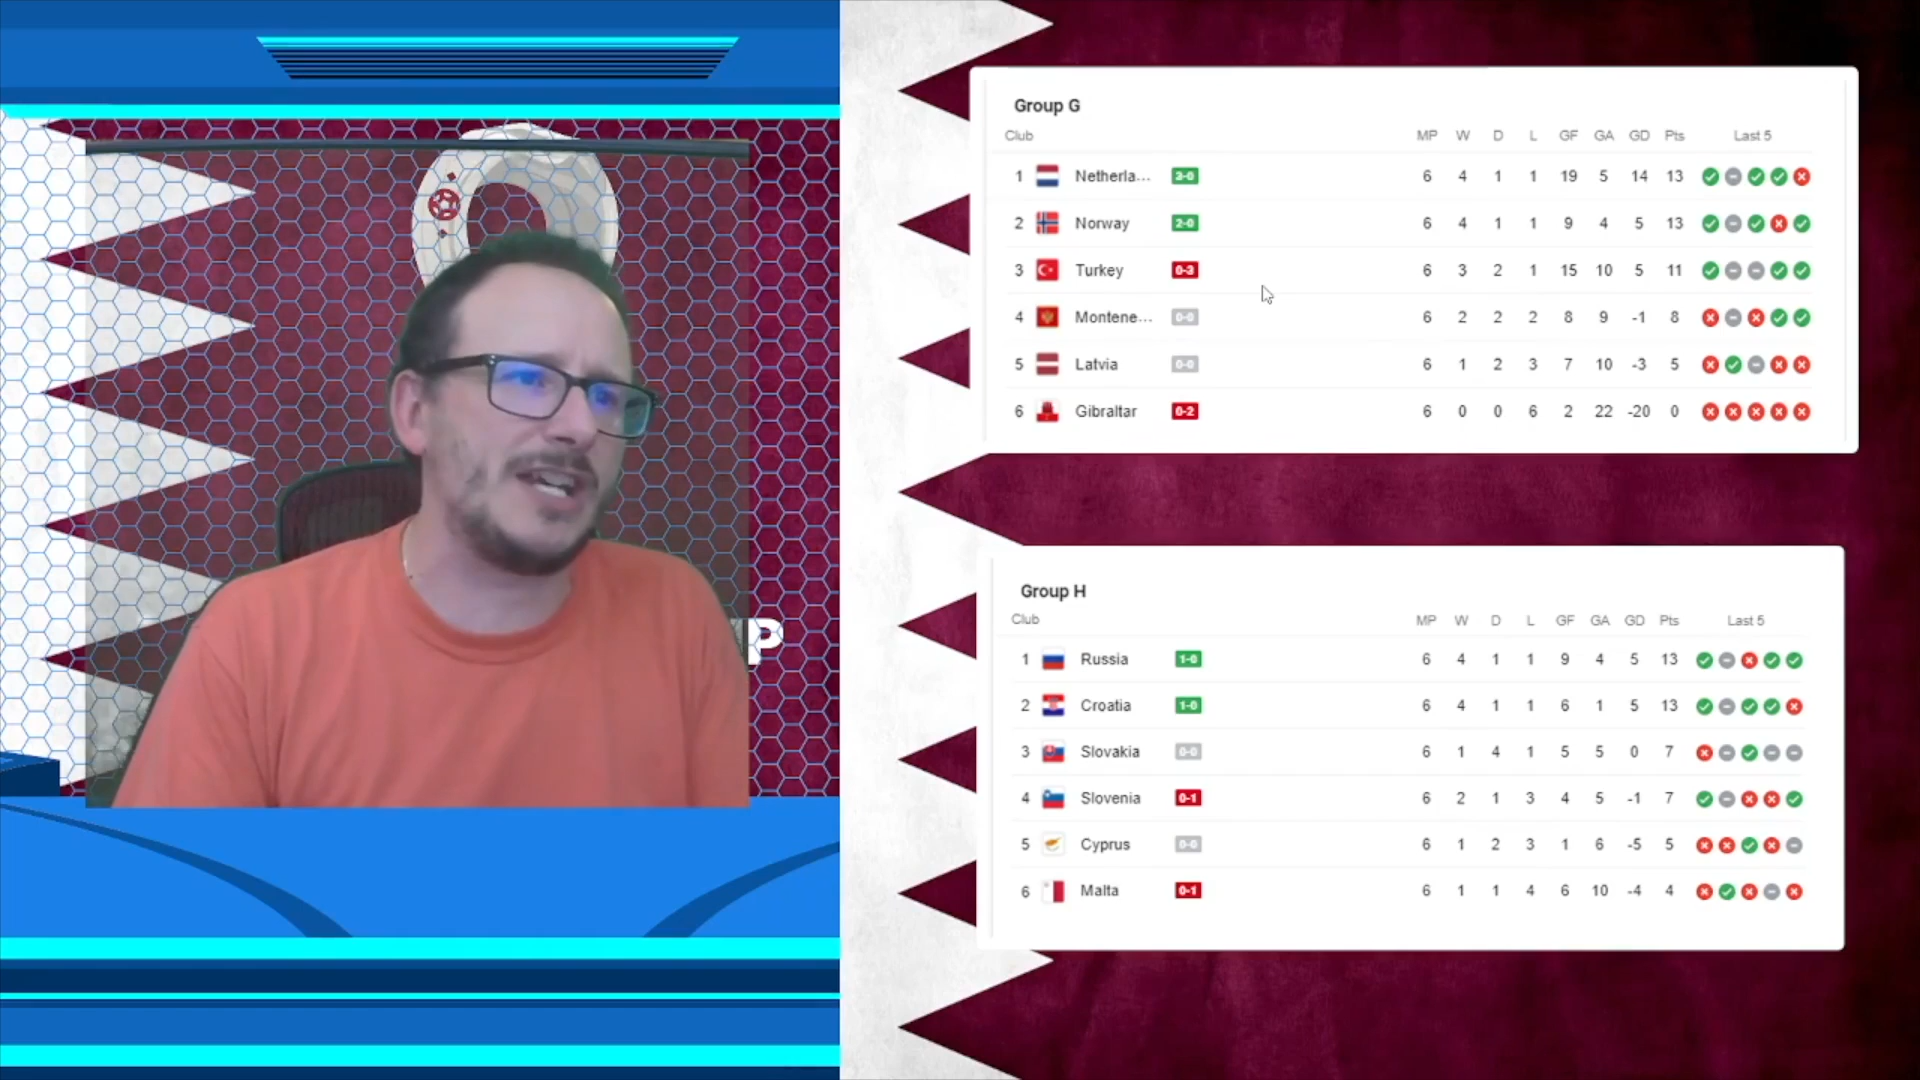 Group G
Club MP W D L GF GA GD Pts Last 5
1 Netherla... 3-0 6 4 1 1 19 5 14 13
2 Norway 2-0 6 4 1 1 9 4 5 13
3 Turkey 0-3 6 3 2 1 15 10 5 11
4 Montene... 0-0 6 2 2 2 8 9 -1 8
5 Latvia 0-0 6 1 2 3 7 10 -3 5
6 Gibraltar 0-2 6 0 0 6 2 22 -20 0
P
Group H
Club MP W D L GF GA GD Pts Last 5
1 Russia 1-0 6 4 1 1 9 4 5 13
2 Croatia 1-0 6 4 1 1 6 1 5 13
3 Slovakia 0-0 6 1 4 1 5 5 0 7
4 Slovenia 0-1 6 2 1 3 4 5 -1 7
5 Cyprus 0-0 6 1 2 3 1 6 -5 5
6 Malta 0-1 6 1 1 4 6 10 -4 4